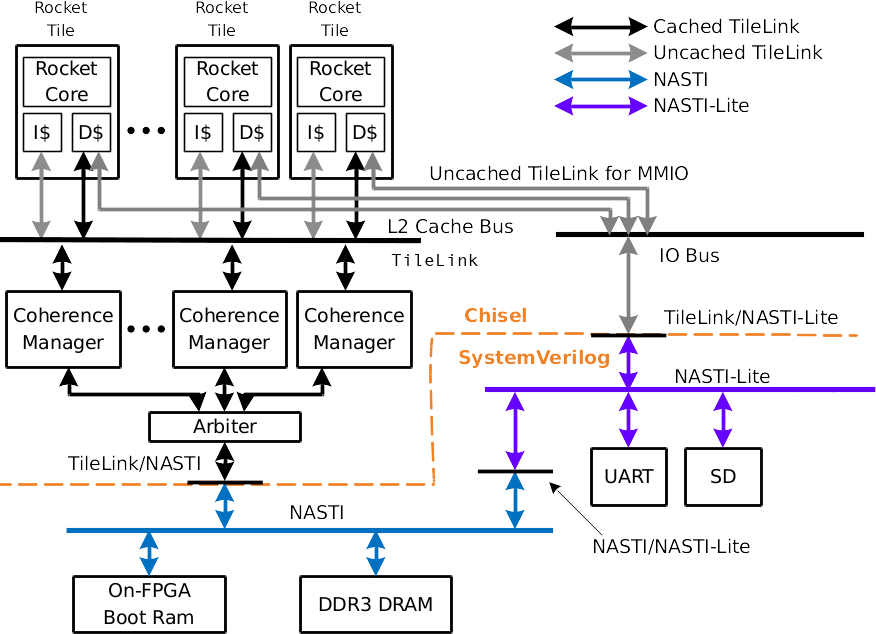 Rocket
Tile
Rocket
Tile
Rocket
Tile
Cached TileLink
Uncached TileLink
NASTI
NASTI-Lite
Rocket
Core
Rocket
Core
Rocket
Core
I$
D$
I$
D$
I$
D$
Uncached TileLink for MMIO
L2 Cache Bus
TileLink
IO Bus
Coherence
Manager
Coherence
Manager
Coherence
Manager
Chisel
SystemVerilog
TileLink/NASTI-Lite
NASTI-Lite
Arbiter
TileLink/NASTI
UART
SD
NASTI
NASTI/NASTI-Lite
On-FPGA
Boot Ram
DDR3 DRAM